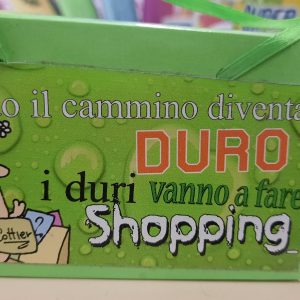 o il cammino diventa
DURO
i duri vanno a fare
Shopping